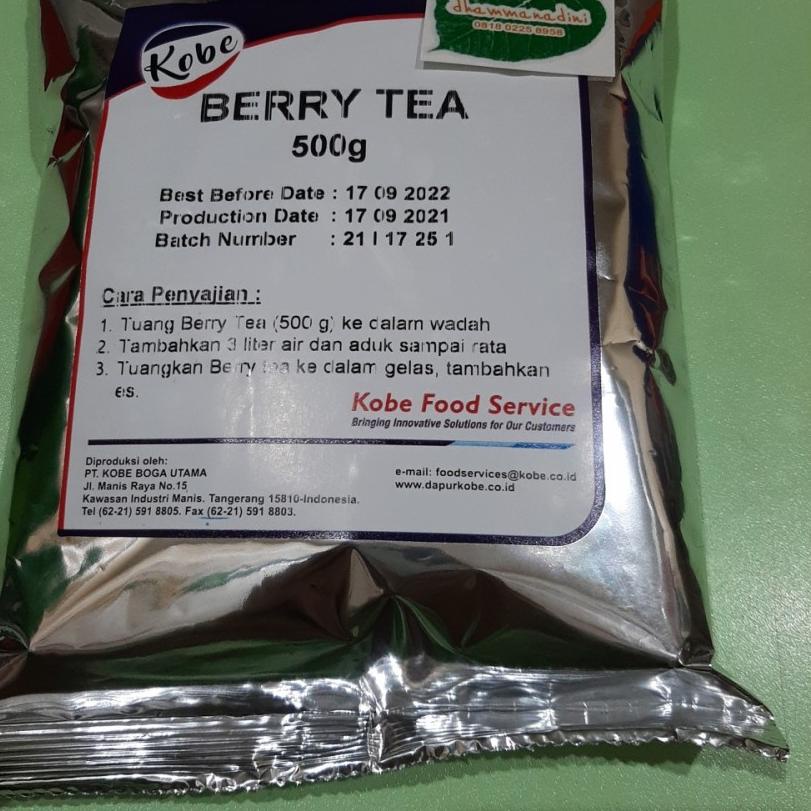 dhammanadini
0818 0225 8958
Kobe
BERRY TEA
500g
Best Before Date : 17 09 2022
Production Date : 17 09 2021
Batch Number : 21 I 17 25 1
Cara Penyajian :
1. Tuang Berry Tea (500 g) ke dalam wadah
2. Tambahkan 3 liter air dan aduk sampai rata
3. Tuangkan Berry tea ke dalam gelas, tambahkan
es.
Kobe Food Service
Bringing Innovative Solutions for Our Customers
Diproduksi oleh:
PT. KOBE BOGA UTAMA
Jl. Manis Raya No.15
Kawasan Industri Manis. Tangerang 15810-Indonesia.
Tel (62-21) 591 8805. Fax (62-21) 591 8803.
e-mail: foodservices@kobe.co.id
www.dapurkobe.co.id